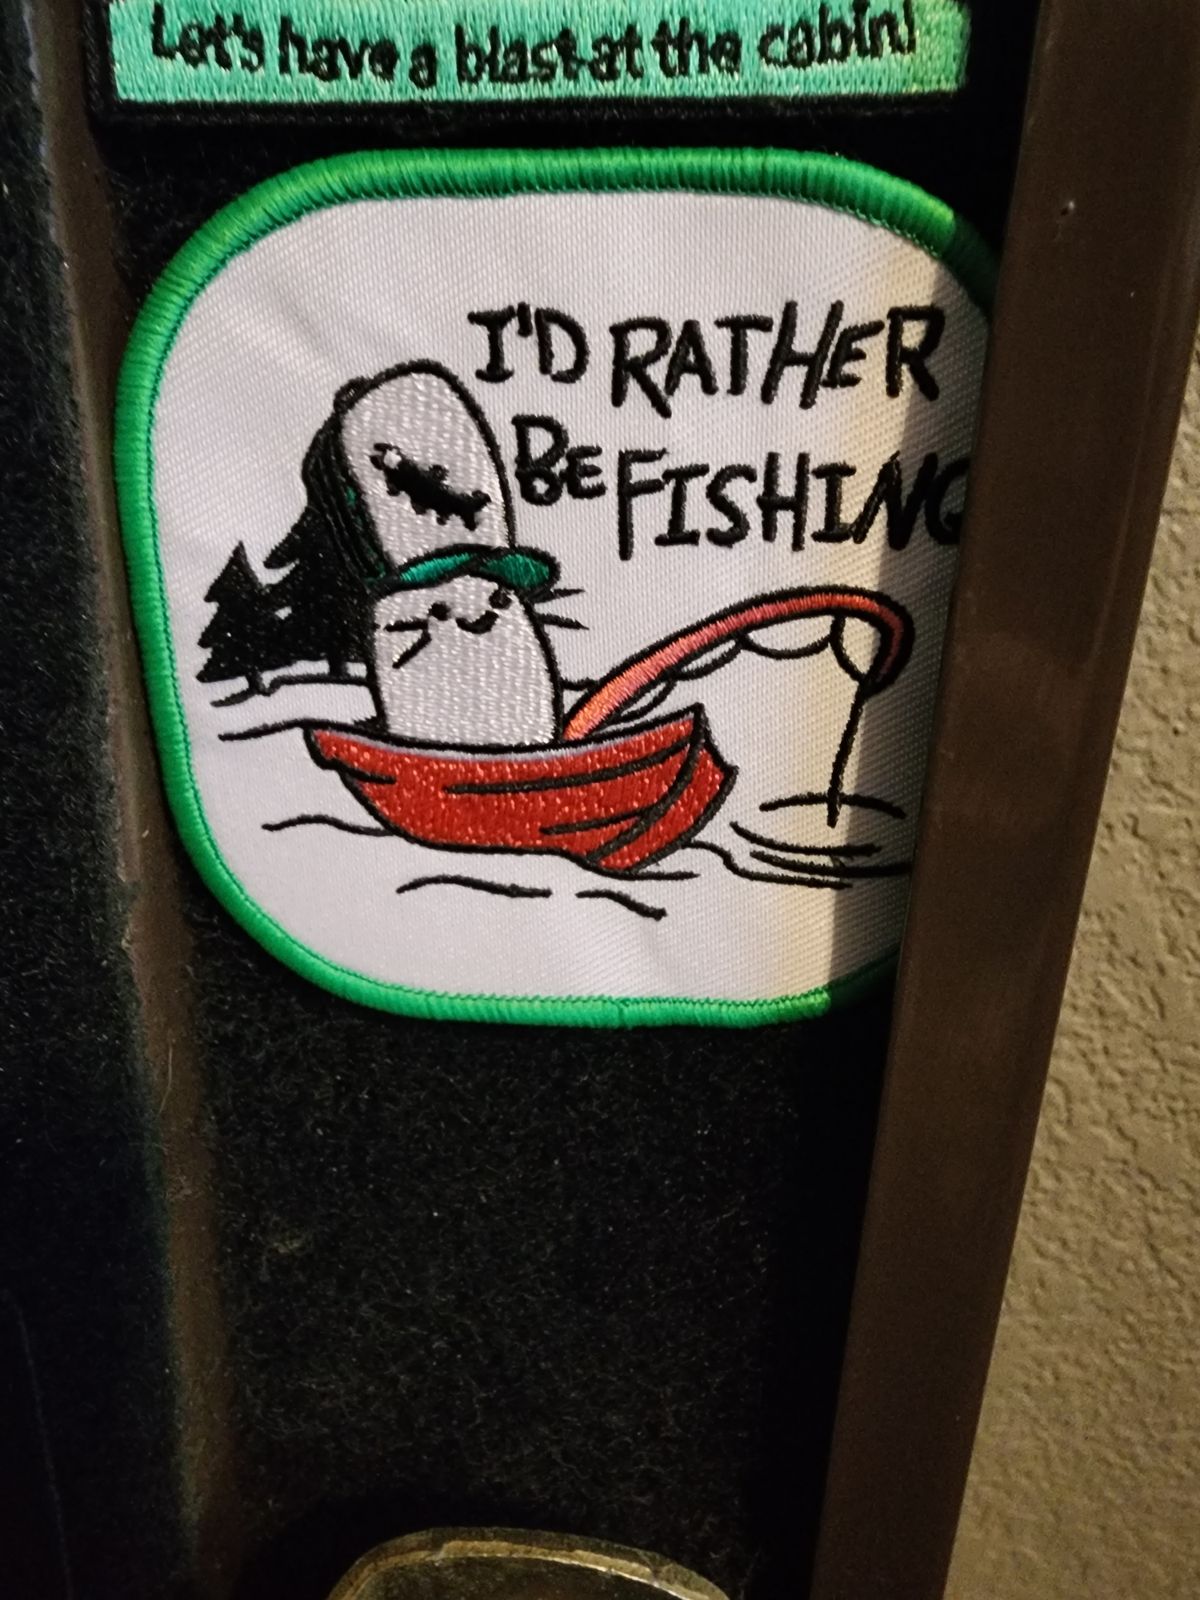 Let's have a blast at the cabin!
I'D RATHER
BE FISHING